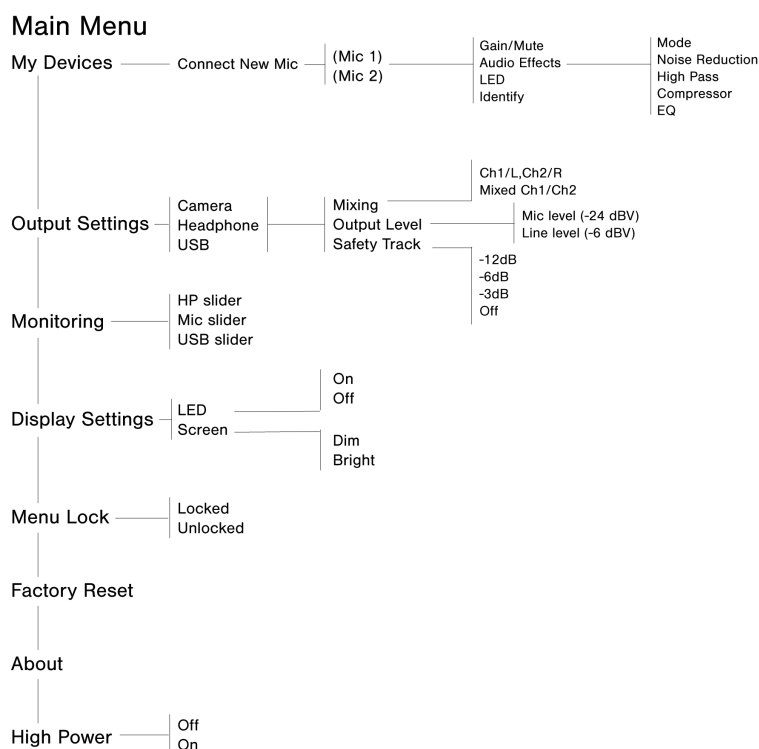 Main Menu
My Devices
Connect New Mic
(Mic 1)
(Mic 2)
Gain/Mute
Audio Effects
LED
Identify
Mode
Noise Reduction
High Pass
Compressor
EQ
Output Settings
Camera
Headphone
USB
Mixing
Output Level
Safety Track
Ch1/L,Ch2/R
Mixed Ch1/Ch2
Mic level (-24 dBV)
Line level (-6 dBV)
-12dB
-6dB
-3dB
Off
Monitoring
HP slider
Mic slider
USB slider
Display Settings
LED
Screen
On
Off
Dim
Bright
Menu Lock
Locked
Unlocked
Factory Reset
About
High Power
Off
On